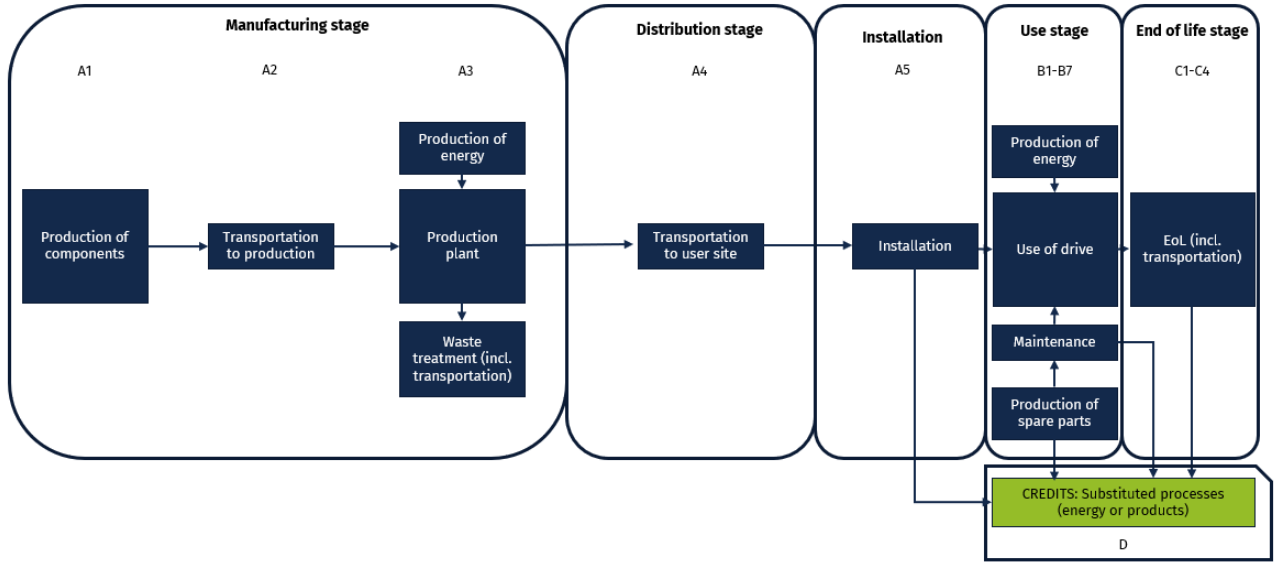 Manufacturing stage
Distribution stage
Installation
Use stage
End of life stage
A1
A2
A3
A4
A5
B1-B7
C1-C4
Production of
energy
Production of
energy
Production of
components
Transportation
to production
Production
plant
Transportation
to user site
Installation
Use of drive
EoL (incl.
transportation)
Waste
treatment (incl.
transportation)
Maintenance
Production of
spare parts
CREDITS: Substituted processes
(energy or products)
D